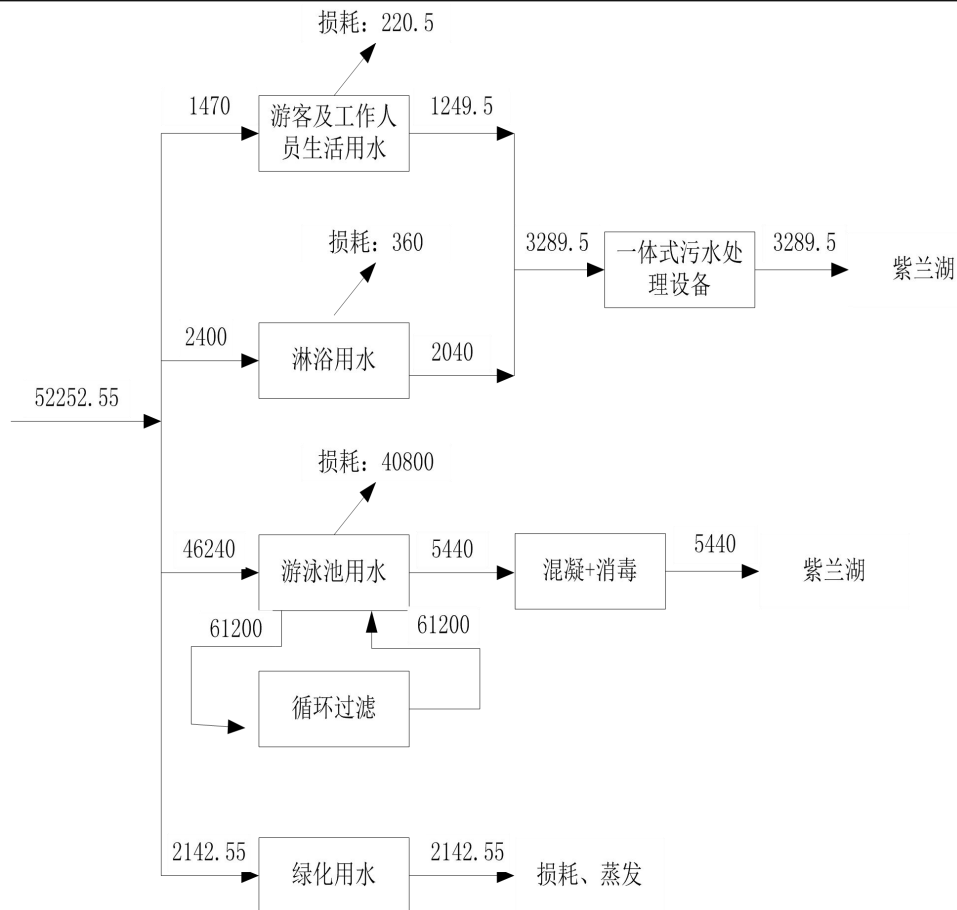 损耗：220.5
1470
游客及工作人
员生活用水
1249.5
损耗：360
3289.5
一体式污水处
理设备
3289.5
紫兰湖
2400
淋浴用水
2040
52252.55
损耗：40800
46240
游泳池用水
5440
混凝+消毒
5440
紫兰湖
61200
61200
循环过滤
2142.55
绿化用水
2142.55
损耗、蒸发